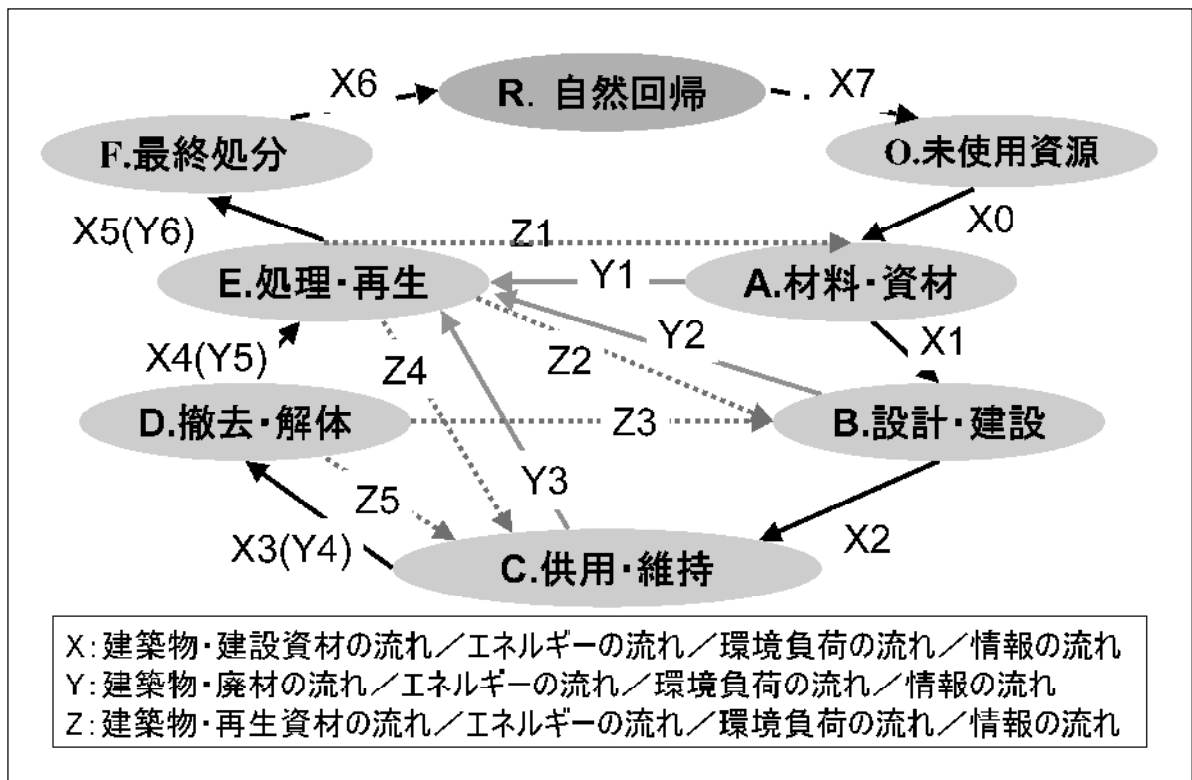 X6
R. 自然回帰
X7
F.最終処分
O.未使用資源
X5(Y6)
Z1
X0
E.処理・再生
Y1
A.材料・資材
X4(Y5)
Z4
Z2
Y2
X1
D.撤去・解体
Z3
B.設計・建設
Z5
Y3
X3(Y4)
C.供用・維持
X2
X:建築物・建設資材の流れ/エネルギーの流れ/環境負荷の流れ/情報の流れ
Y:建築物・廃材の流れ/エネルギーの流れ/環境負荷の流れ/情報の流れ
Z:建築物・再生資材の流れ/エネルギーの流れ/環境負荷の流れ/情報の流れ